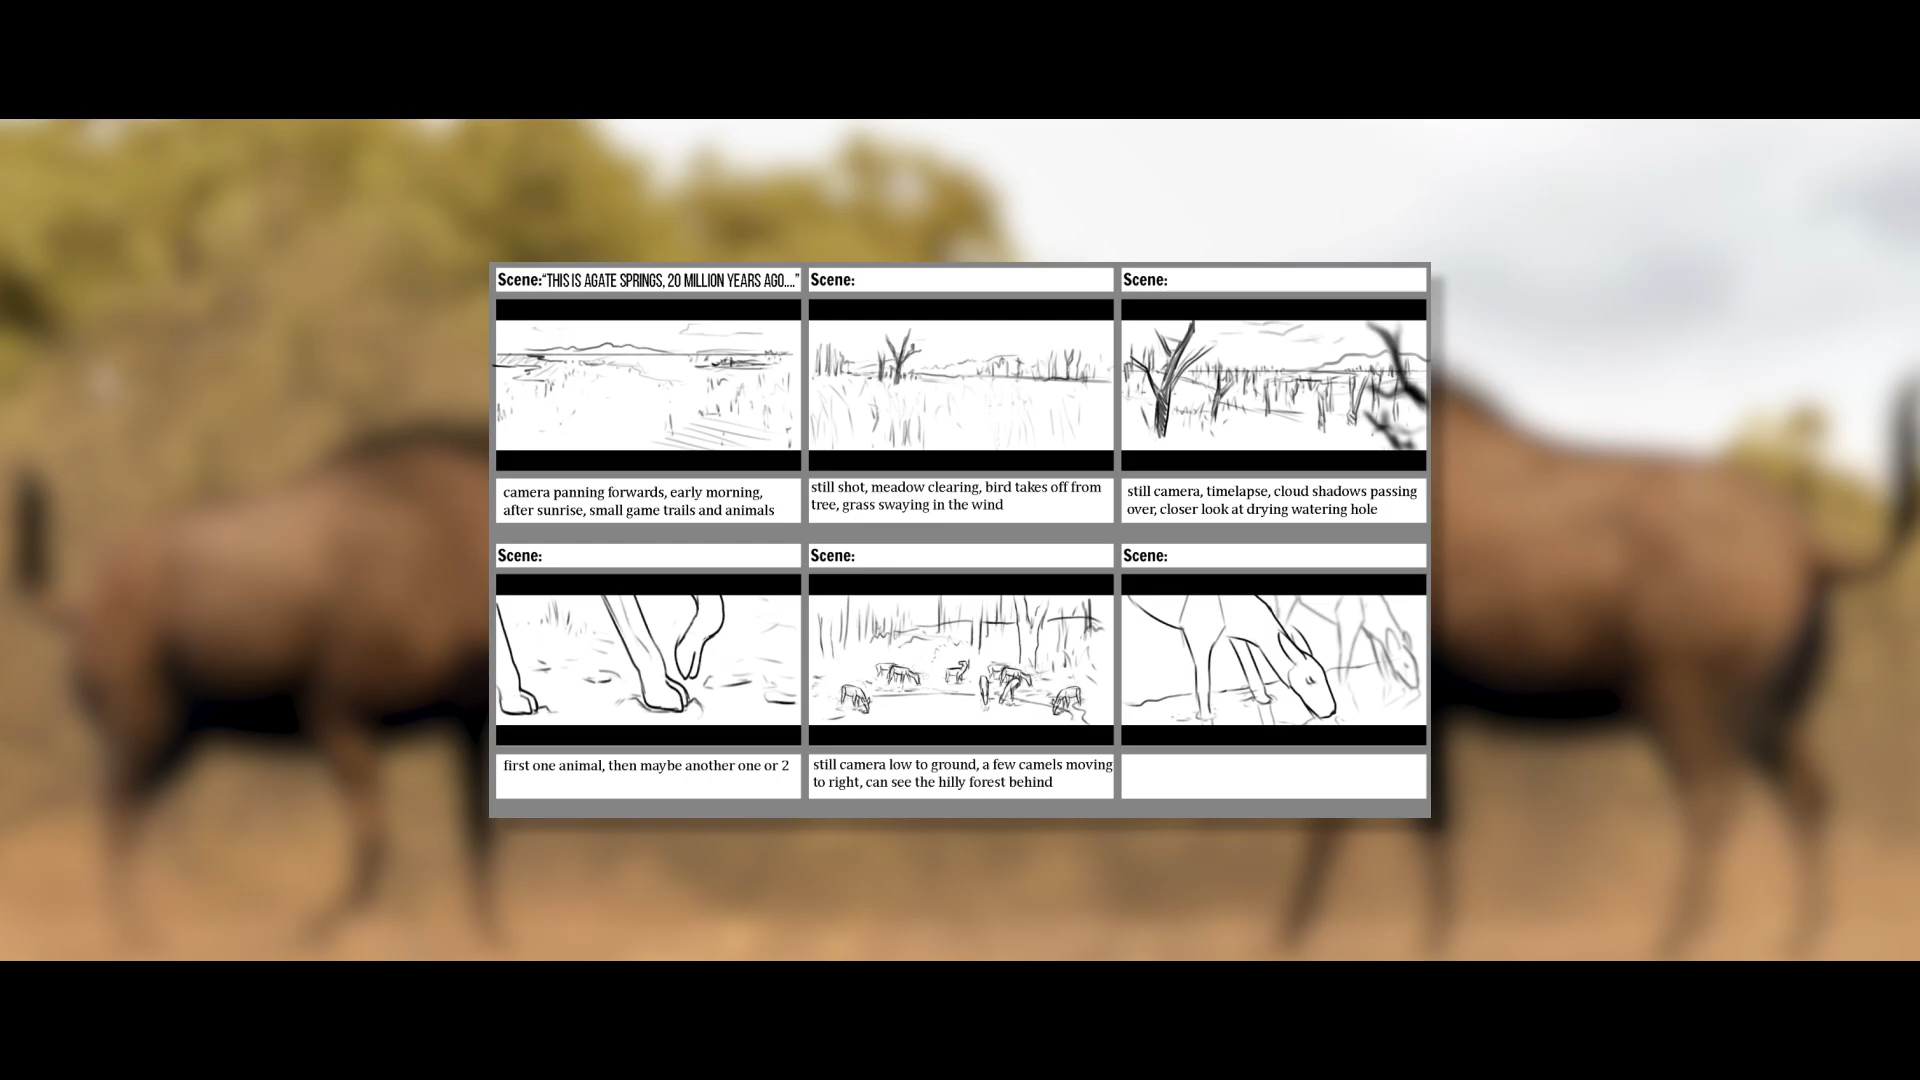 Scene:“THIS IS AGATE SPRINGS, 20 MILLION YEARS AGO....”
Scene:
Scene:
camera panning forwards, early morning,
after sunrise, small game trails and animals
still shot, meadow clearing, bird takes off from
tree, grass swaying in the wind
still camera, timelapse, cloud shadows passing
over, closer look at drying watering hole
Scene:
Scene:
Scene:
first one animal, then maybe another one or 2
still camera low to ground, a few camels moving
to right, can see the hilly forest behind